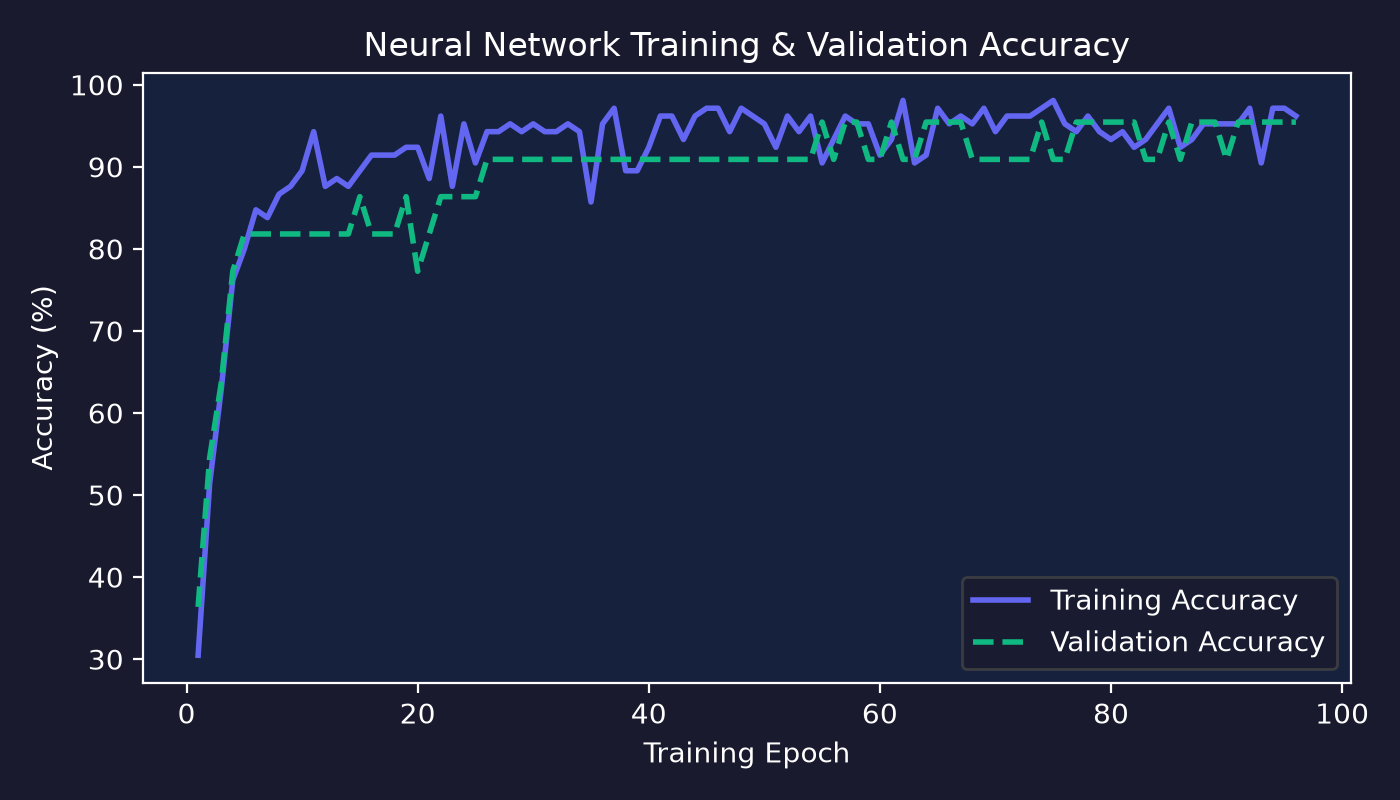 Neural Network Training & Validation Accuracy
100
90
80
70
60
50
40
30
Accuracy (%)
Training Accuracy
Validation Accuracy
0 20 40 60 80 100
Training Epoch